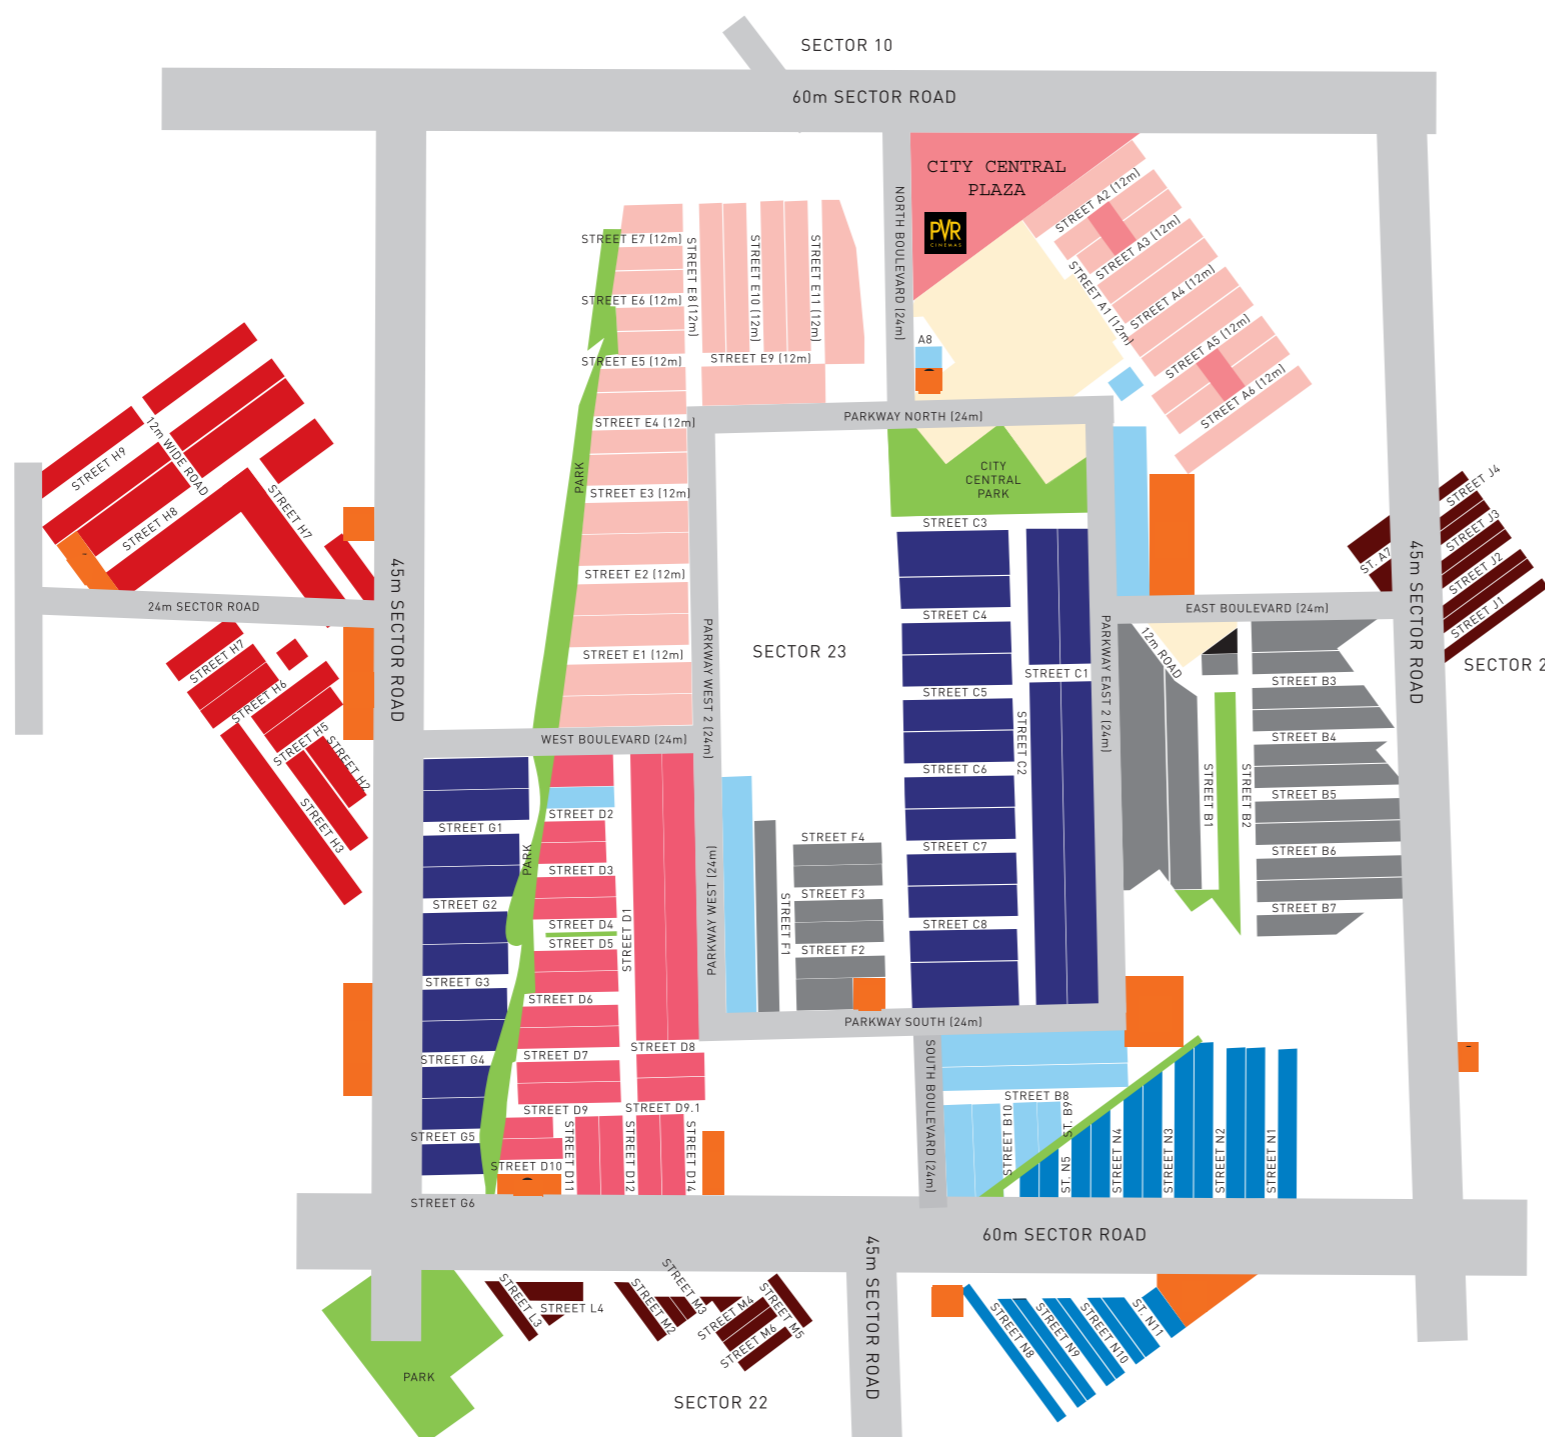 SECTOR 10
60m SECTOR ROAD
CITY CENTRAL
PLAZA
PVR
CINEMAS
NORTH BOULEVARD (24m)
STREET A2 (12m)
STREET A3 (12m)
STREET A1 (12m)
STREET A4 (12m)
STREET A5 (12m)
STREET A6 (12m)
A8
STREET E7 (12m)
STREET E6 (12m)
STREET E5 (12m)
STREET E8 (12m)
STREET E10 (12m)
STREET E11 (12m)
STREET E9 (12m)
STREET E4 (12m)
STREET E3 (12m)
STREET E2 (12m)
STREET E1 (12m)
PARK
PARKWAY NORTH (24m)
CITY
CENTRAL
PARK
STREET H9
12m WIDE ROAD
STREET H8
STREET H7
24m SECTOR ROAD
45m SECTOR ROAD
STREET H7
STREET H6
STREET H5
STREET H2
STREET H3
STREET J4
STREET J3
STREET J2
STREET J1
ST. A7
45m SECTOR ROAD
SECTOR 2
EAST BOULEVARD (24m)
12m ROAD
PARKWAY EAST 2 (24m)
PARKWAY WEST 2 (24m)
SECTOR 23
STREET C3
STREET C4
STREET C5
STREET C6
STREET C7
STREET C8
STREET C1
STREET C2
STREET B3
STREET B4
STREET B5
STREET B6
STREET B7
STREET B1
STREET B2
WEST BOULEVARD (24m)
PARKWAY WEST (24m)
STREET G1
STREET G2
STREET G3
STREET G4
STREET G5
STREET G6
PARK
STREET D2
STREET D3
STREET D4
STREET D5
STREET D6
STREET D7
STREET D1
STREET D8
STREET D9
STREET D9.1
STREET D10
STREET D11
STREET D12
STREET D14
STREET F4
STREET F3
STREET F2
STREET F1
PARKWAY SOUTH (24m)
SOUTH BOULEVARD (24m)
STREET B8
STREET B10
ST. B9
ST. N5
STREET N4
STREET N3
STREET N2
STREET N1
60m SECTOR ROAD
45m SECTOR ROAD
STREET L3
STREET L4
STREET M2
STREET M3
STREET M4
STREET M5
STREET M6
STREET N8
STREET N9
STREET N10
ST. N11
PARK
SECTOR 22